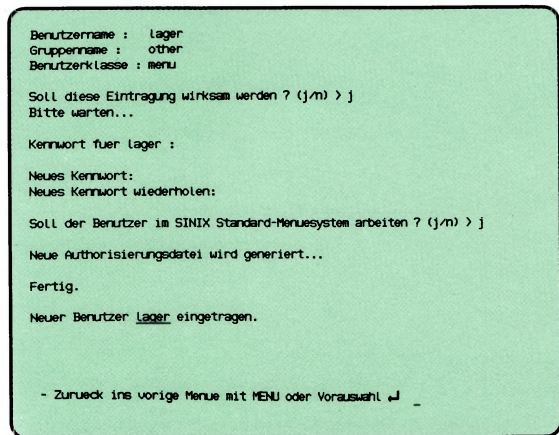 Benutzername :   lager
Gruppenname :    other
Benutzerklasse : menu
Soll diese Eintragung wirksam werden ? (j/n) > j
Bitte warten...
Kennwort fuer lager :
Neues Kennwort:
Neues Kennwort wiederholen:
Soll der Benutzer im SINIX Standard-Menuesystem arbeiten ? (j/n) > j
Neue Authorisierungsdatei wird generiert...
Fertig.
Neuer Benutzer lager eingetragen.
- Zurueck ins vorige Menue mit MENU oder Vorauswahl ↵ _